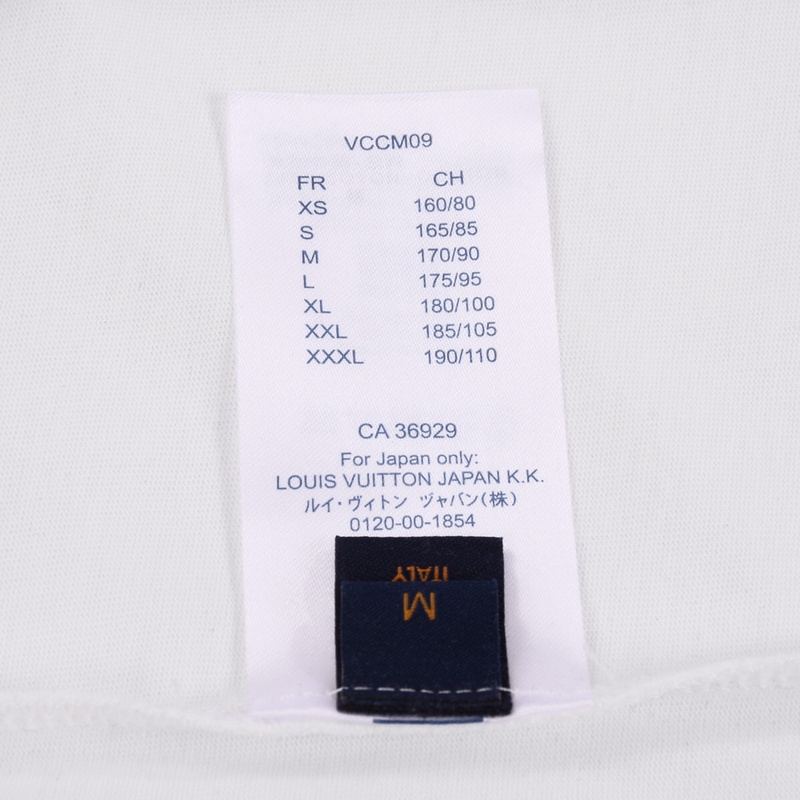 VCCM09
FR CH
XS 160/80
S 165/85
M 170/90
L 175/95
XL 180/100
XXL 185/105
XXXL 190/110
CA 36929
For Japan only:
LOUIS VUITTON JAPAN K.K.
ルイ・ヴィトン ヅャバン(株)
0120-00-1854
ITALY
M